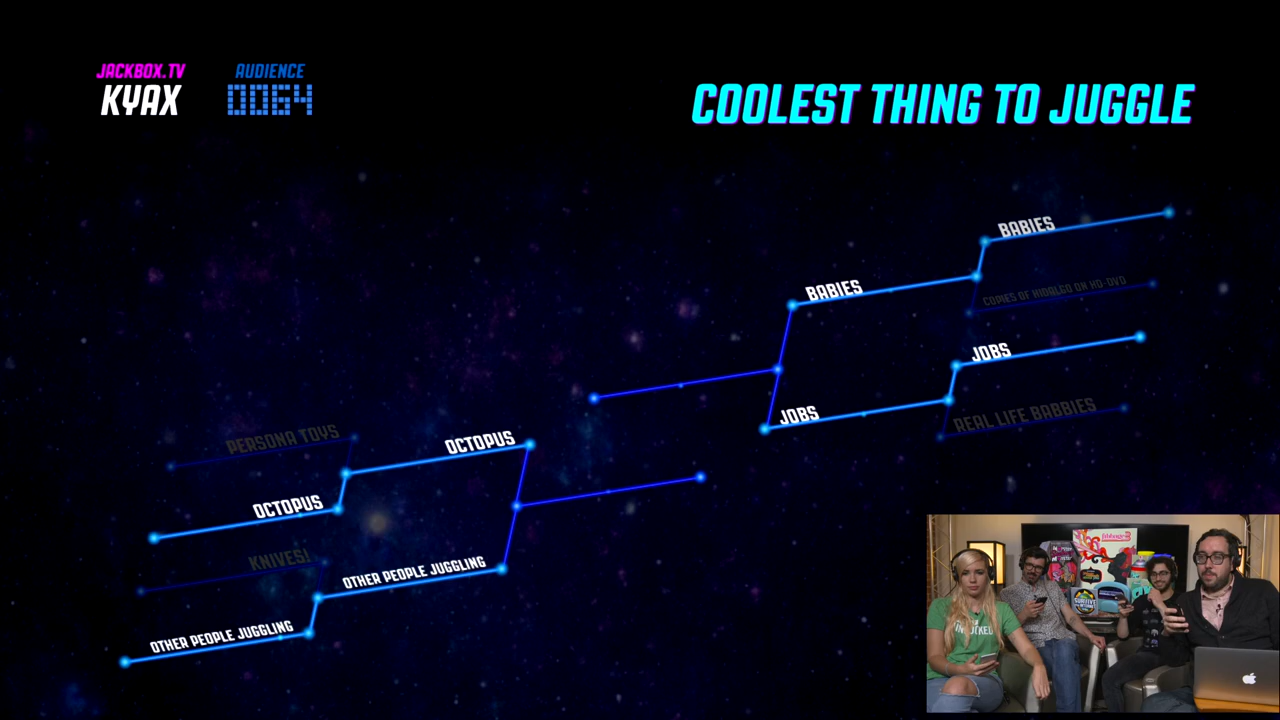 JACKBOX.TV
KYAX
AUDIENCE
0064
COOLEST THING TO JUGGLE
BABIES
COPIES OF HIDALGO ON HD-DVD
BABIES
JOBS
REAL LIFE BABBIES
JOBS
PERSONA TOYS
OCTOPUS
OCTOPUS
KNIVES!
OTHER PEOPLE JUGGLING
OTHER PEOPLE JUGGLING